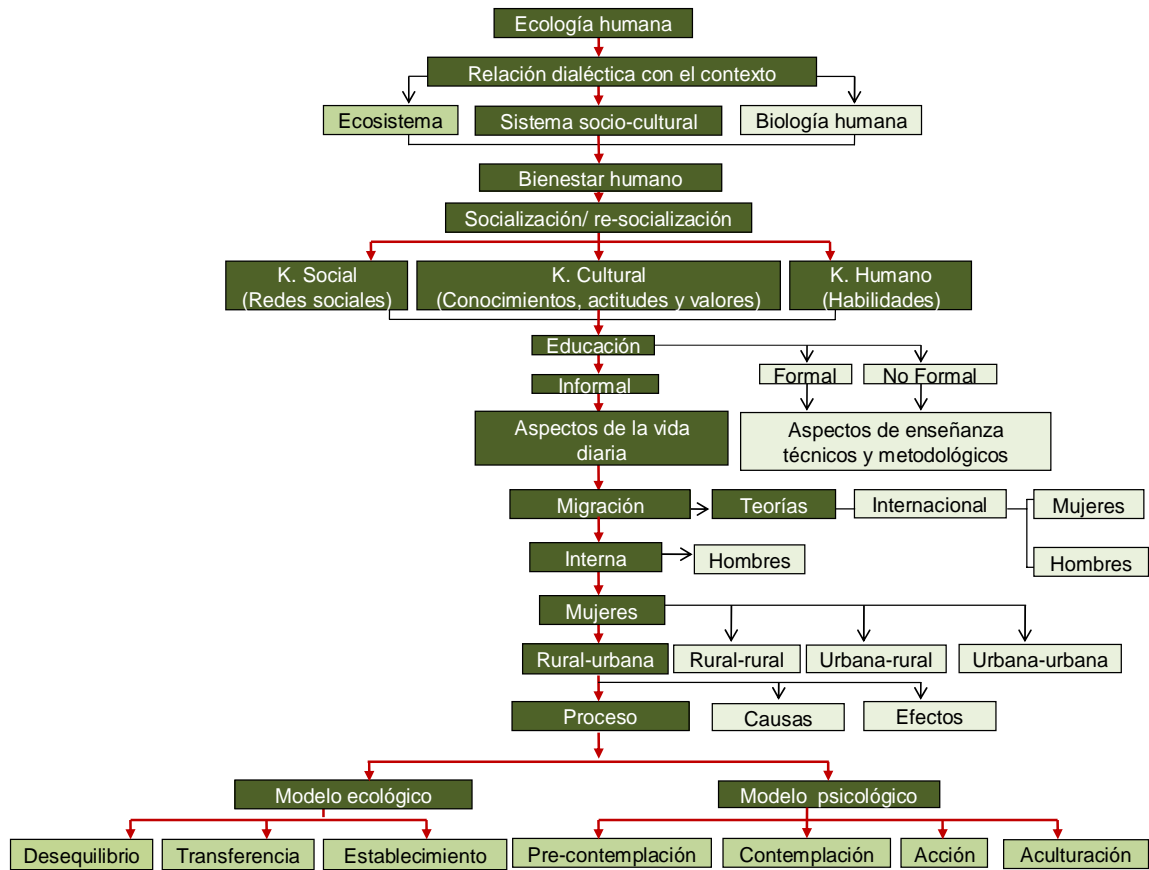 Ecología humana
Relación dialéctica con el contexto
Ecosistema
Sistema socio-cultural
Biología humana
Bienestar humano
Socialización/ re-socialización
K. Social
(Redes sociales)
K. Cultural
(Conocimientos, actitudes y valores)
K. Humano
(Habilidades)
Educación
Formal
No Formal
Informal
Aspectos de la vida
diaria
Aspectos de enseñanza
técnicos y metodológicos
Migración
Teorías
Internacional
Mujeres
Interna
Hombres
Hombres
Mujeres
Rural-urbana
Rural-rural
Urbana-rural
Urbana-urbana
Proceso
Causas
Efectos
Modelo ecológico
Modelo psicológico
Desequilibrio
Transferencia
Establecimiento
Pre-contemplación
Contemplación
Acción
Aculturación